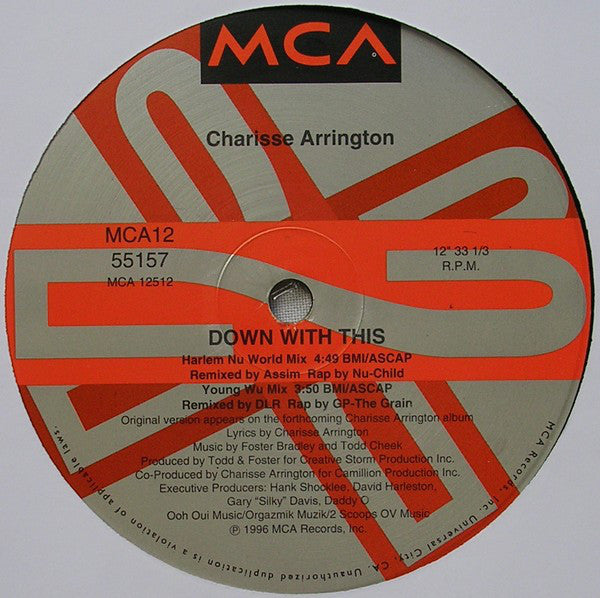 MCA
Charisse Arrington
MCA12
55157
MCA 12512
12" 33 1/3
R.P.M.
DOWN WITH THIS
Harlem Nu World Mix 4:49 BMI/ASCAP
Remixed by Assim Rap by Nu-Child
Young Wu Mix 3:50 BMI/ASCAP
Remixed by DLR Rap by GP-The Grain
Original version appears on the forthcoming Charisse Arrington album
Lyrics by Charisse Arrington
Music by Foster Bradley and Todd Cheek
Produced by Todd & Foster for Creative Storm Production Inc.
Co-Produced by Charisse Arrington for Camillion Production Inc.
Executive Producers: Hank Shocklee, David Harleston,
Gary "Silky" Davis, Daddy O
Ooh Oui Music/Orgazmik Muzik/2 Scoops OV Music
℗ 1996 MCA Records, Inc.
MCA Records, Inc. Universal City, CA. Unauthorized duplication is a violation of applicable laws.